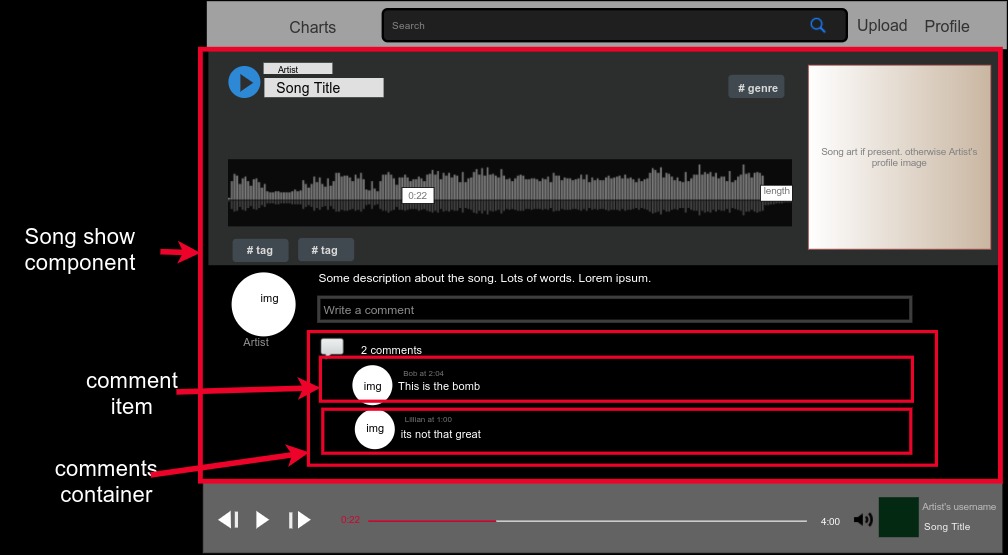 Charts
Search
Upload
Profile
Artist
Song Title
# genre
Song art if present. otherwise Artist's
profile image
0:22
length
# tag
# tag
Song show
component
img
Artist
Some description about the song. Lots of words. Lorem ipsum.
Write a comment
2 comments
comment
item
img
Bob at 2:04
This is the bomb
img
Lillian at 1:00
its not that great
comments
container
0:22
4:00
Artist's username
Song Title